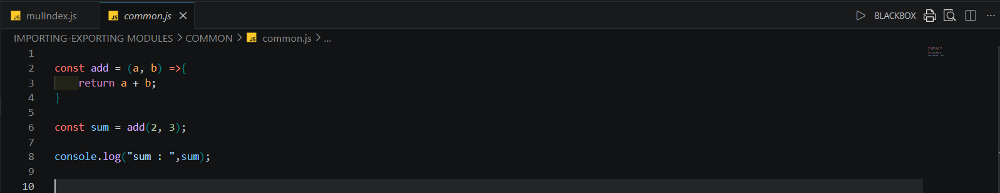 JS mulIndex.js JS common.js BLACKBOX
IMPORTING-EXPORTING MODULES > COMMON > JS common.js > ...
1
2 const add = (a, b) =>{
3     return a + b;
4 }
5
6 const sum = add(2, 3);
7
8 console.log("sum : ",sum);
9
10